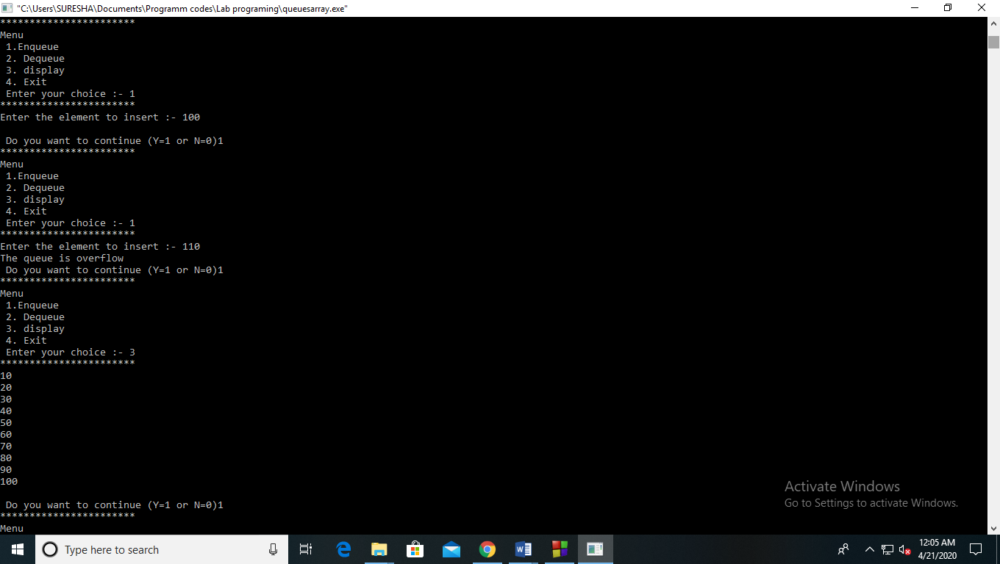 "C:\Users\SURESHA\Documents\Programm codes\Lab programing\queuesarray.exe"
***********************
Menu
 1.Enqueue
 2. Dequeue
 3. display
 4. Exit
 Enter your choice :- 1
***********************
Enter the element to insert :- 100
 Do you want to continue (Y=1 or N=0)1
***********************
Menu
 1.Enqueue
 2. Dequeue
 3. display
 4. Exit
 Enter your choice :- 1
***********************
Enter the element to insert :- 110
The queue is overflow
 Do you want to continue (Y=1 or N=0)1
***********************
Menu
 1.Enqueue
 2. Dequeue
 3. display
 4. Exit
 Enter your choice :- 3
***********************
10
20
30
40
50
60
70
80
90
100
 Do you want to continue (Y=1 or N=0)1
***********************
Menu
Activate Windows
Go to Settings to activate Windows.
Type here to search
12:05 AM
4/21/2020